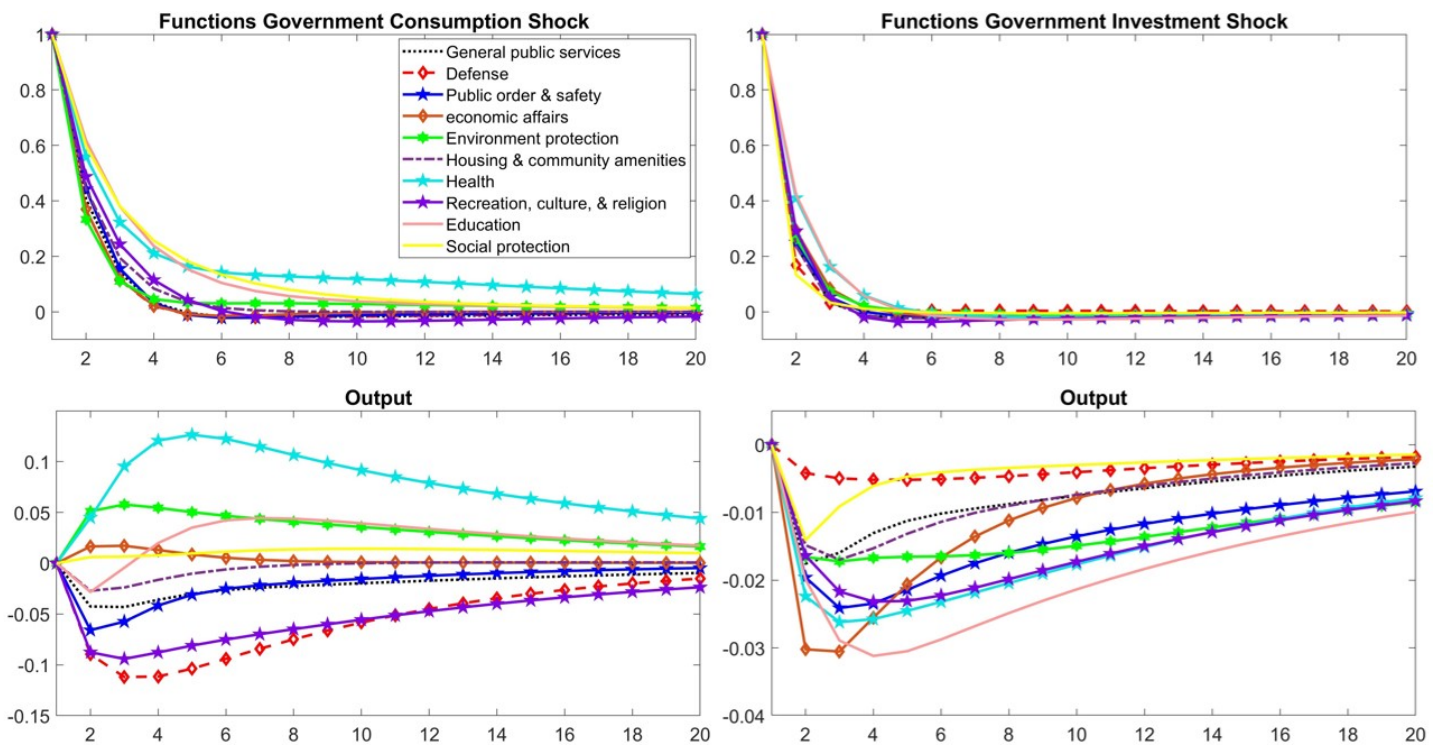 Functions Government Consumption Shock
1
0.8
0.6
0.4
0.2
0
2 4 6 8 10 12 14 16 18 20
General public services
Defense
Public order & safety
economic affairs
Environment protection
Housing & community amenities
Health
Recreation, culture, & religion
Education
Social protection
Functions Government Investment Shock
1
0.8
0.6
0.4
0.2
0
2 4 6 8 10 12 14 16 18 20
Output
0.1
0.05
0
-0.05
-0.1
-0.15
2 4 6 8 10 12 14 16 18 20
Output
0
-0.01
-0.02
-0.03
-0.04
2 4 6 8 10 12 14 16 18 20